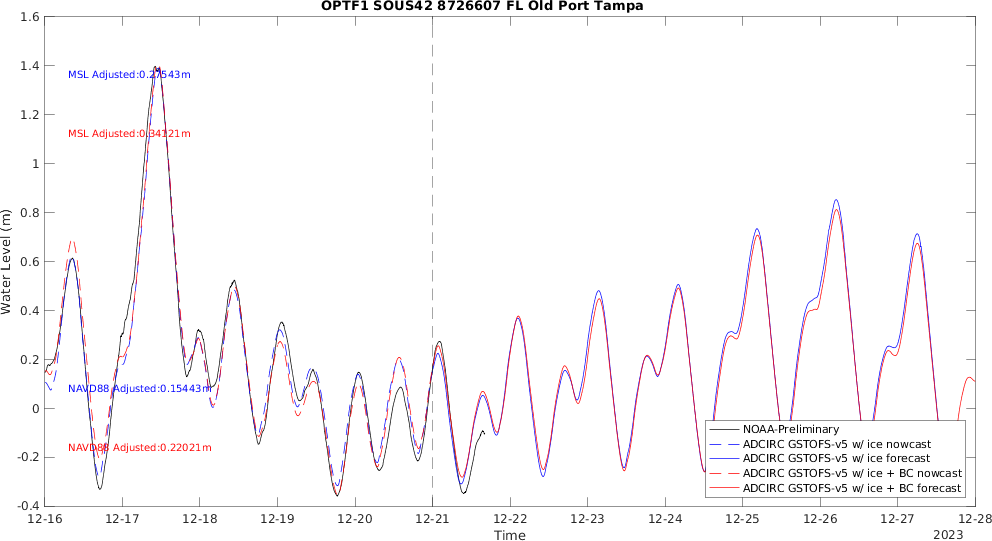 OPTF1 SOUS42 8726607 FL Old Port Tampa
Water Level (m)
1.6
1.4
1.2
1
0.8
0.6
0.4
0.2
0
-0.2
-0.4
MSL Adjusted:0.27543m
MSL Adjusted:0.34121m
NAVD88 Adjusted:0.15443m
NAVD88 Adjusted:0.22021m
NOAA-Preliminary
ADCIRC GSTOFS-v5 w/ ice nowcast
ADCIRC GSTOFS-v5 w/ ice forecast
ADCIRC GSTOFS-v5 w/ ice + BC nowcast
ADCIRC GSTOFS-v5 w/ ice + BC forecast
12-16 12-17 12-18 12-19 12-20 12-21 12-22 12-23 12-24 12-25 12-26 12-27 12-28
Time
2023